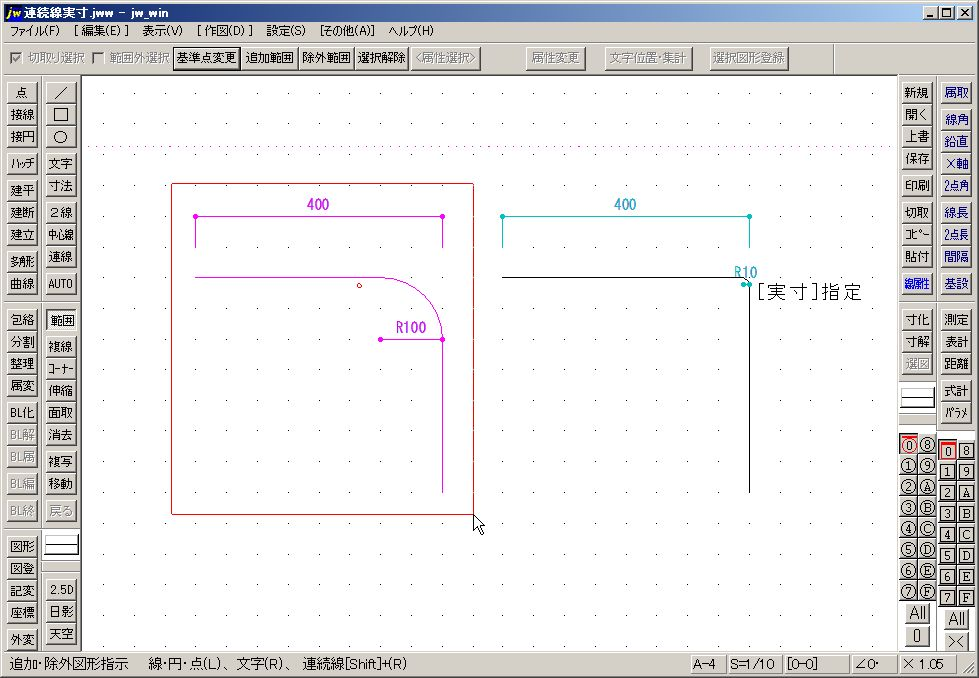 連続線実寸.jww - jw_win
ファイル(F) [編集(E)] 表示(V) [作図(D)] 設定(S) [その他(A)] ヘルプ(H)
切取り選択 範囲外選択 基準点変更 追加範囲 除外範囲 選択解除 <属性選択> 属性変更 文字位置・集計 選択図形登録
点 ／
接線 □
接円 ○
ハッチ 文字
建平 寸法
建断 2線
建立 中心線
多角形 連線
曲線 AUTO
包絡 範囲
分割 複線
整理 コーナー
属変 伸縮
BL化 面取
BL解 消去
BL属 複写
BL編 移動
BL終 戻る
図形
図登
記変 2.5D
座標 日影
外変 天空
400
R100
400
R10
[実寸]指定
新規 属取
開く 線角
上書 鉛直
保存 X軸
印刷 2点角
切取 線長
コピー 2点長
貼付 間隔
線属性 基設
寸化 測定
寸解 表計
選図 距離
式計
パラメ
0 8 0 8
1 9 1 9
2 A 2 A
3 B 3 B
4 C 4 C
5 D 5 D
6 E 6 E
7 F 7 F
All All
0 ><
追加・除外図形指示 線・円・点(L)、文字(R)、 連続線[Shift]+(R)
A-4 S=1/10 [0-0] ∠0・ × 1.05